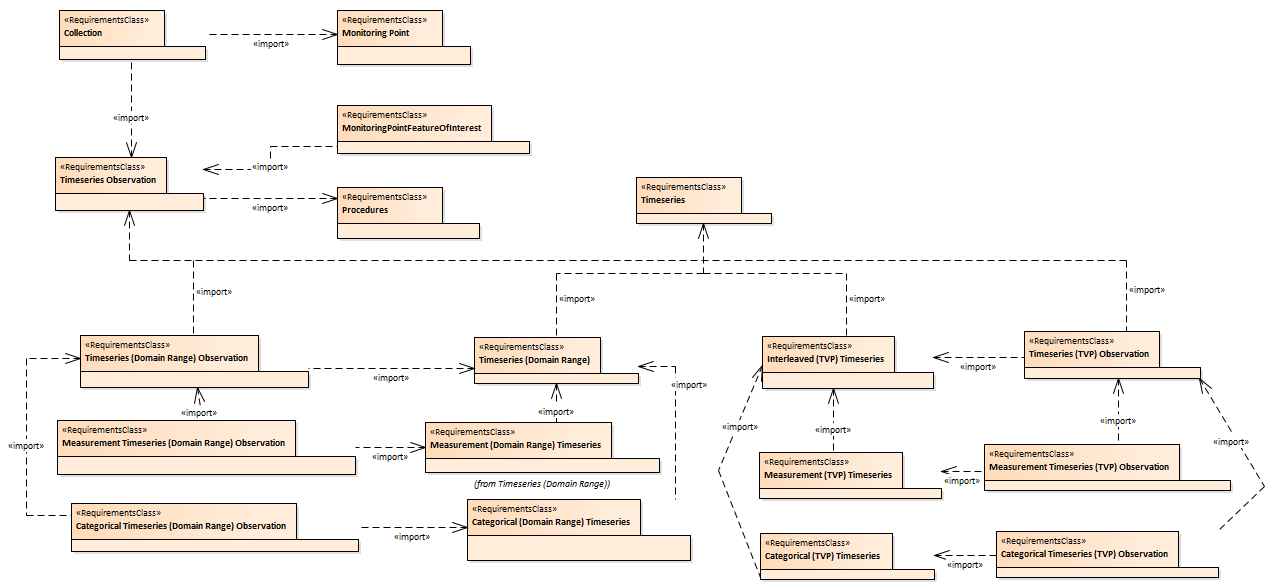 «RequirementsClass»
Collection
«import»
«RequirementsClass»
Monitoring Point
«import»
«RequirementsClass»
MonitoringPointFeatureOfInterest
«import»
«RequirementsClass»
Timeseries Observation
«import»
«RequirementsClass»
Procedures
«RequirementsClass»
Timeseries
«import»
«import»
«import»
«import»
«RequirementsClass»
Timeseries (Domain Range) Observation
«import»
«RequirementsClass»
Timeseries (Domain Range)
«import»
«RequirementsClass»
Interleaved (TVP) Timeseries
«import»
«RequirementsClass»
Timeseries (TVP) Observation
«import»
«import»
«import»
«import»
«import»
«import»
«import»
«RequirementsClass»
Measurement Timeseries (Domain Range) Observation
«import»
«RequirementsClass»
Measurement (Domain Range) Timeseries
(from Timeseries (Domain Range))
«RequirementsClass»
Measurement (TVP) Timeseries
«import»
«RequirementsClass»
Measurement Timeseries (TVP) Observation
«RequirementsClass»
Categorical Timeseries (Domain Range) Observation
«import»
«RequirementsClass»
Categorical (Domain Range) Timeseries
«RequirementsClass»
Categorical (TVP) Timeseries
«import»
«RequirementsClass»
Categorical Timeseries (TVP) Observation